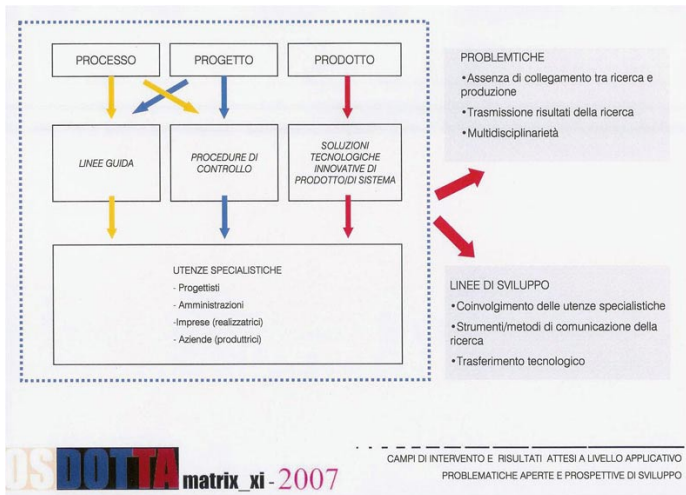 PROCESSO
PROGETTO
PRODOTTO
LINEE GUIDA
PROCEDURE DI
CONTROLLO
SOLUZIONI
TECNOLOGICHE
INNOVATIVE DI
PRODOTTO/DI SISTEMA
UTENZE SPECIALISTICHE
- Progettisti
- Amministrazioni
-Imprese (realizzatrici)
- Aziende (produttrici)
PROBLEMTICHE
•Assenza di collegamento tra ricerca e
produzione
•Trasmissione risultati della ricerca
•Multidisciplinarietà
LINEE DI SVILUPPO
•Coinvolgimento delle utenze specialistiche
•Strumenti/metodi di comunicazione della
ricerca
•Trasferimento tecnologico
OSDOTTA matrix_xi - 2007
CAMPI DI INTERVENTO E RISULTATI ATTESI A LIVELLO APPLICATIVO
PROBLEMATICHE APERTE E PROSPETTIVE DI SVILUPPO